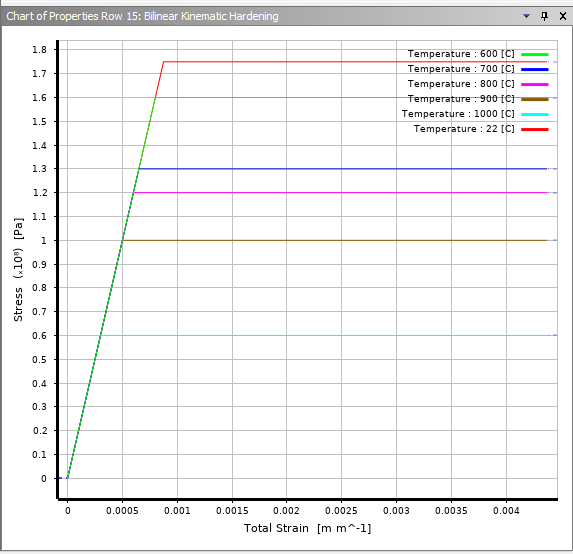 Chart of Properties Row 15: Bilinear Kinematic Hardening
Temperature : 600 [C]
Temperature : 700 [C]
Temperature : 800 [C]
Temperature : 900 [C]
Temperature : 1000 [C]
Temperature : 22 [C]
1.8
1.7
1.6
1.5
1.4
1.3
1.2
1.1
1
0.9
0.8
0.7
0.6
0.5
0.4
0.3
0.2
0.1
0
Stress (ₓ10⁸) [Pa]
0 0.0005 0.001 0.0015 0.002 0.0025 0.003 0.0035 0.004
Total Strain [m m^-1]